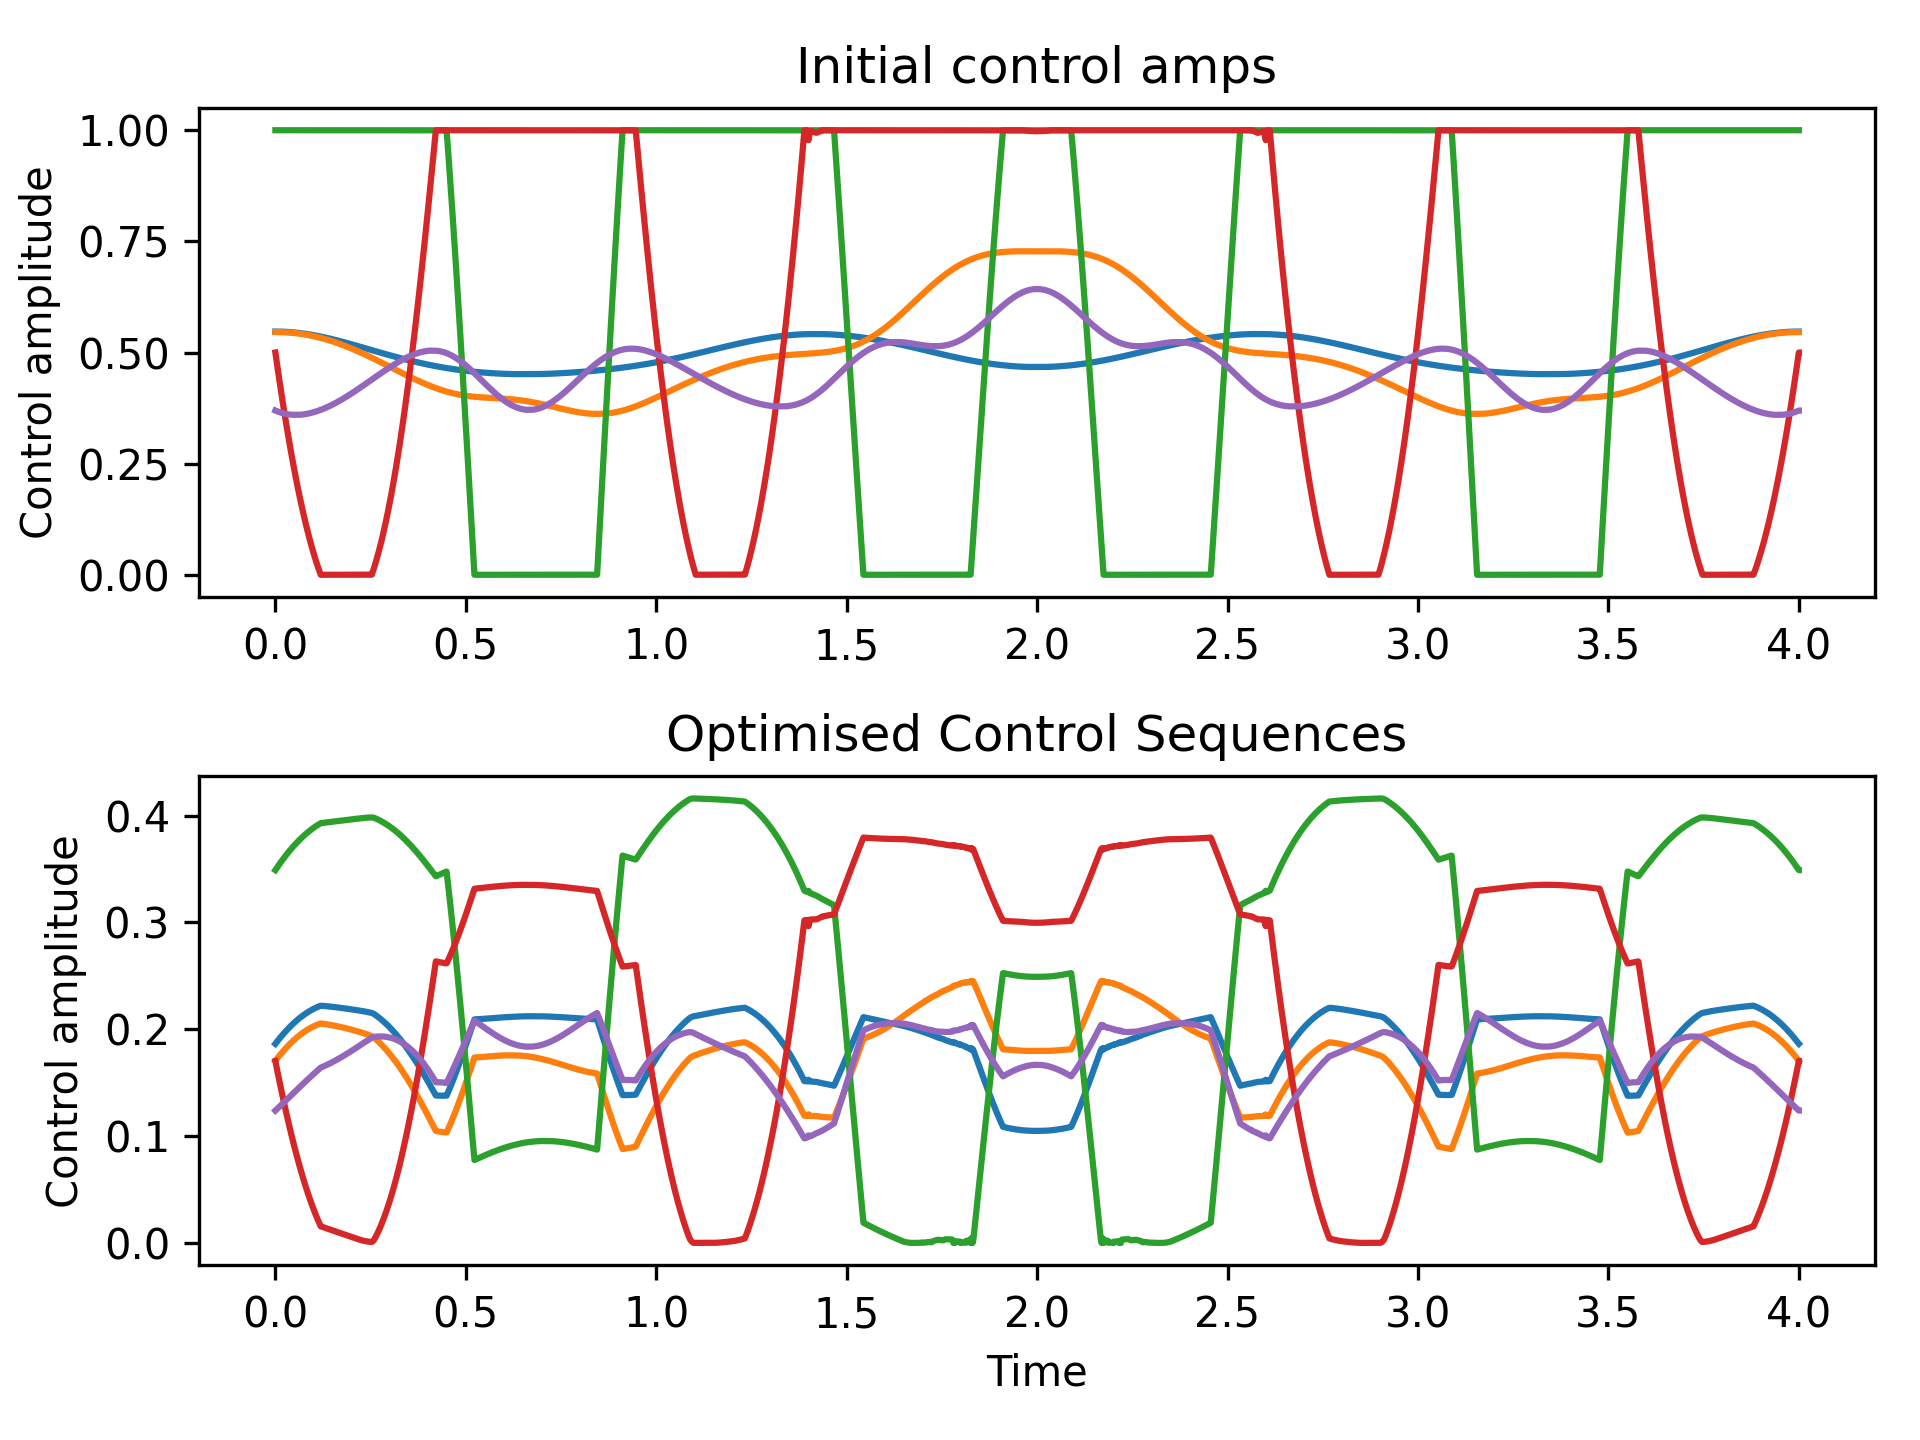 Initial control amps
Control amplitude
1.00
0.75
0.50
0.25
0.00
0.0 0.5 1.0 1.5 2.0 2.5 3.0 3.5 4.0
Optimised Control Sequences
Control amplitude
0.4
0.3
0.2
0.1
0.0
0.0 0.5 1.0 1.5 2.0 2.5 3.0 3.5 4.0
Time